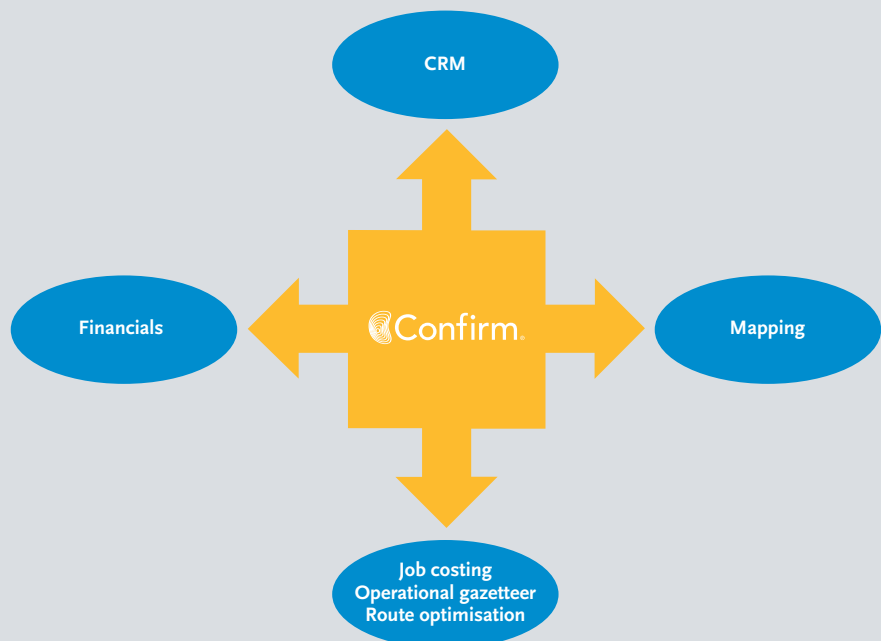 CRM
Financials
Confirm®
Mapping
Job costing
Operational gazetteer
Route optimisation